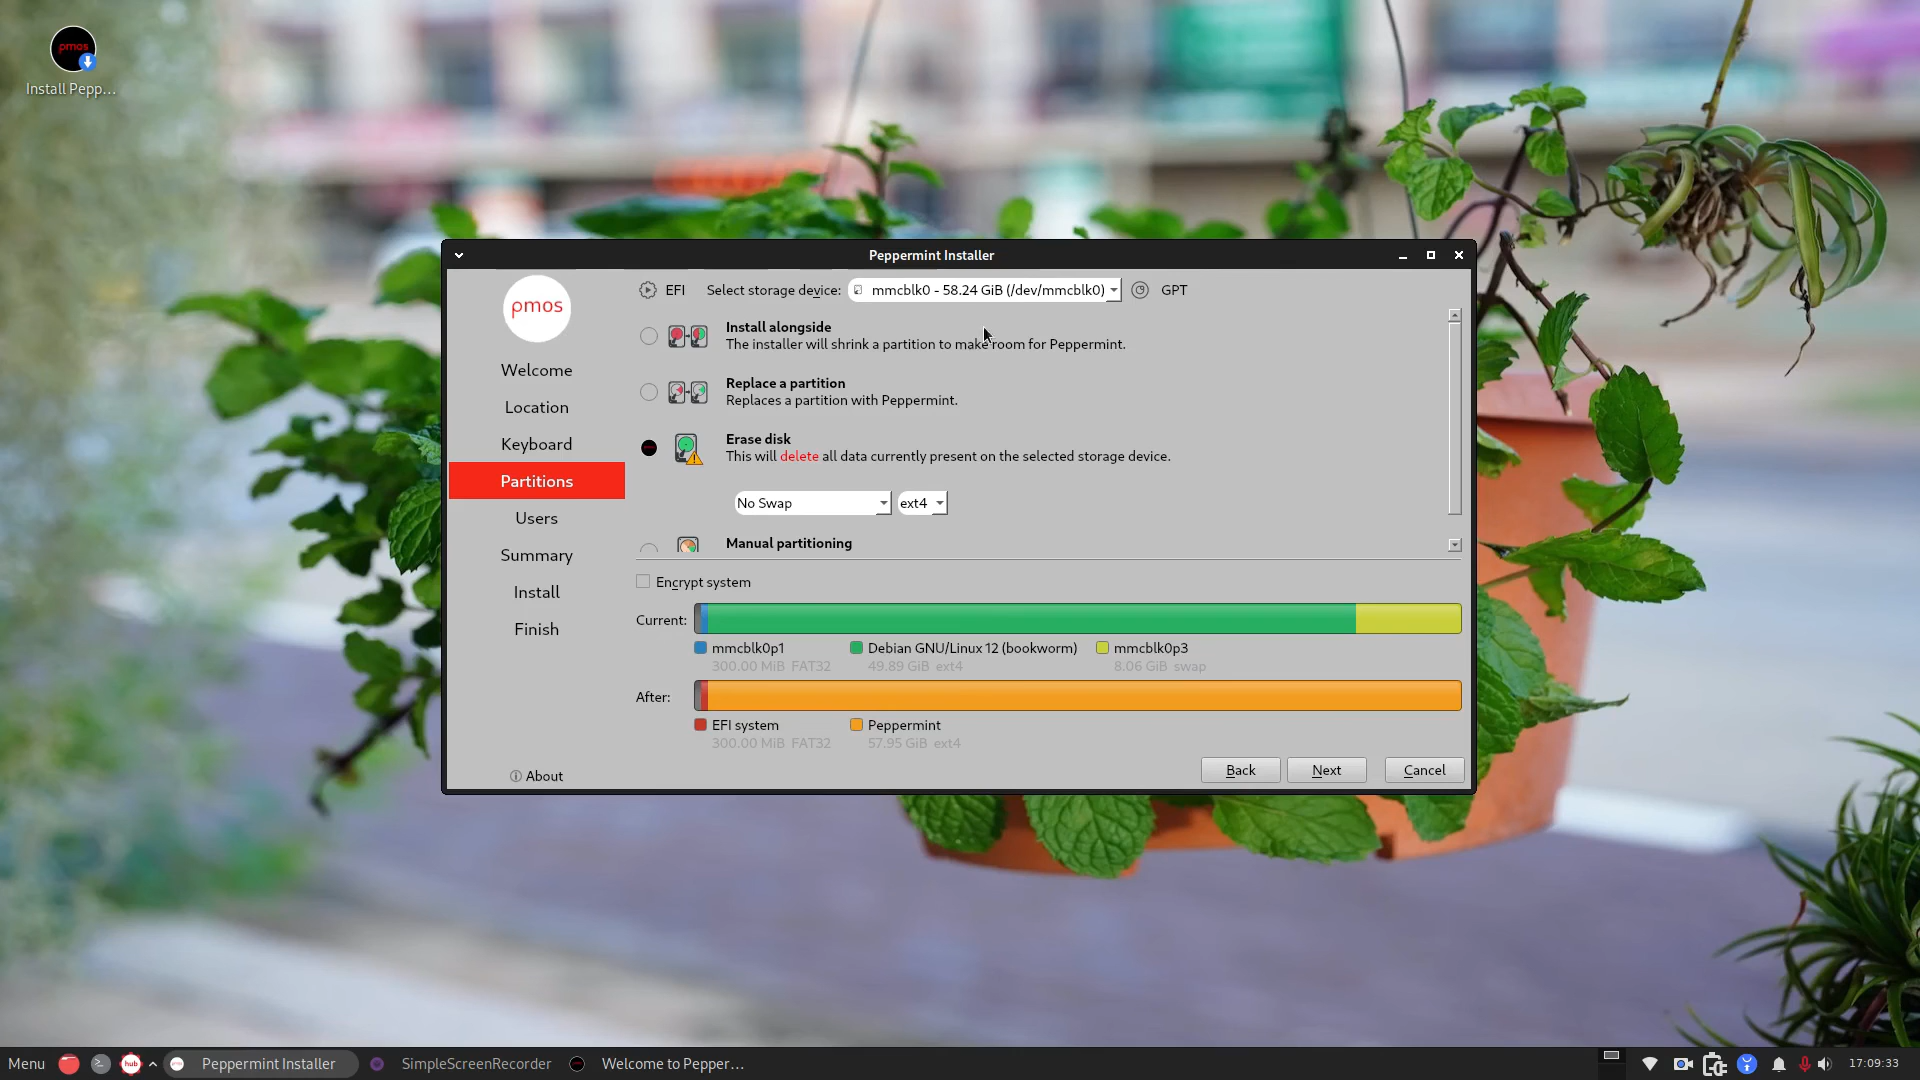 pmos
Install Pepp...
Peppermint Installer
pmos
Welcome
Location
Keyboard
Partitions
Users
Summary
Install
Finish
About
EFI Select storage device: mmcblk0 - 58.24 GiB (/dev/mmcblk0) GPT
Install alongside
The installer will shrink a partition to make room for Peppermint.
Replace a partition
Replaces a partition with Peppermint.
Erase disk
This will delete all data currently present on the selected storage device.
No Swap ext4
Manual partitioning
Encrypt system
Current:
mmcblk0p1 Debian GNU/Linux 12 (bookworm) mmcblk0p3
300.00 MiB FAT32 49.89 GiB ext4 8.06 GiB swap
After:
EFI system Peppermint
300.00 MiB FAT32 57.95 GiB ext4
Back Next Cancel
Menu hub Peppermint Installer SimpleScreenRecorder Welcome to Pepper... 17:09:33